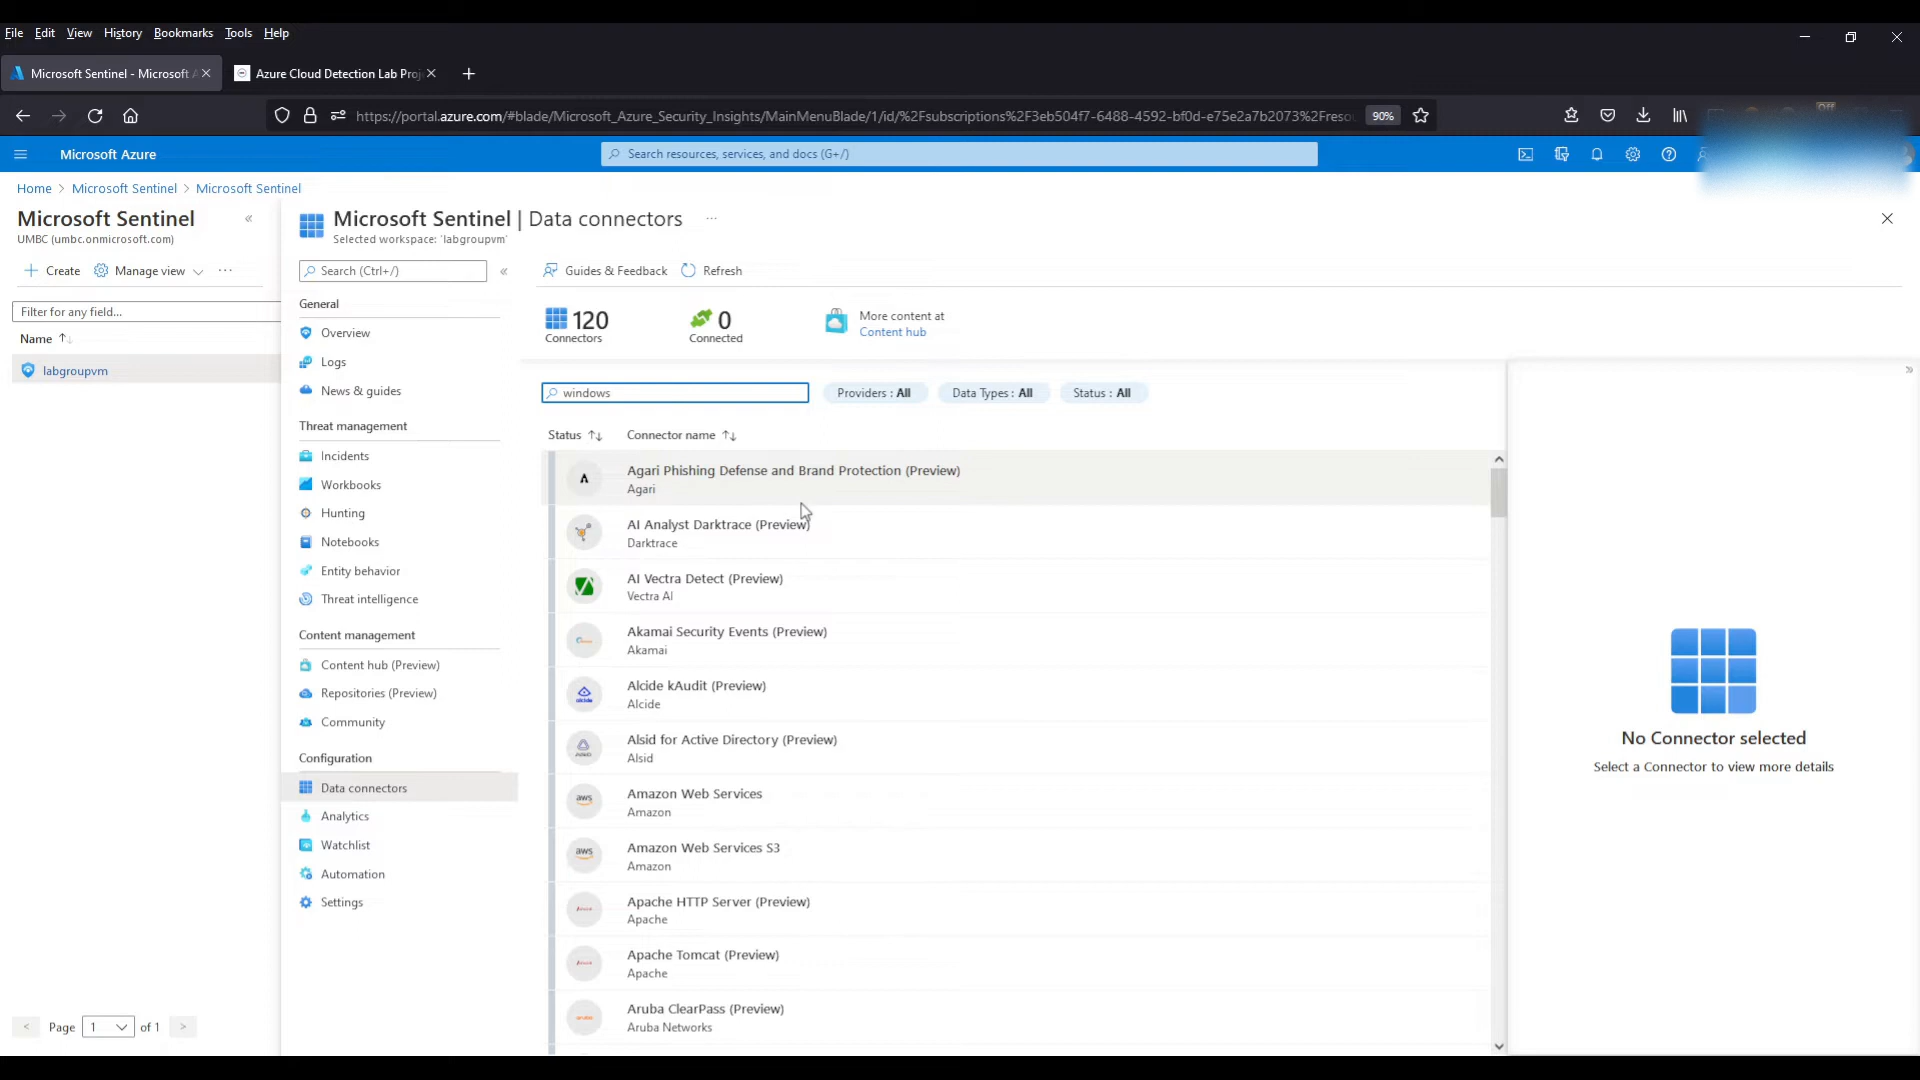 File Edit View History Bookmarks Tools Help
Microsoft Sentinel - Microsoft A
Azure Cloud Detection Lab Proj
https://portal.azure.com/#blade/Microsoft_Azure_Security_Insights/MainMenuBlade/1/id/%2Fsubscriptions%2F3eb504f7-6488-4592-bf0d-e75e2a7b2073%2Freso
90%
Off
Microsoft Azure
Search resources, services, and docs (G+/)
Home > Microsoft Sentinel > Microsoft Sentinel
Microsoft Sentinel
UMBC (umbc.onmicrosoft.com)
+ Create Manage view ...
Filter for any field...
Name
labgroupvm
< Page 1 of 1 >
Microsoft Sentinel | Data connectors ...
Selected workspace: 'labgroupvm'
Search (Ctrl+/)
General
Overview
Logs
News & guides
Threat management
Incidents
Workbooks
Hunting
Notebooks
Entity behavior
Threat intelligence
Content management
Content hub (Preview)
Repositories (Preview)
Community
Configuration
Data connectors
Analytics
Watchlist
Automation
Settings
Guides & Feedback Refresh
120
Connectors
0
Connected
More content at
Content hub
windows
Providers : All
Data Types : All
Status : All
Status Connector name
Agari Phishing Defense and Brand Protection (Preview)
Agari
AI Analyst Darktrace (Preview)
Darktrace
AI Vectra Detect (Preview)
Vectra AI
Akamai Security Events (Preview)
Akamai
Alcide kAudit (Preview)
Alcide
Alsid for Active Directory (Preview)
Alsid
aws
Amazon Web Services
Amazon
aws
Amazon Web Services S3
Amazon
Apache HTTP Server (Preview)
Apache
Apache Tomcat (Preview)
Apache
Aruba ClearPass (Preview)
Aruba Networks
No Connector selected
Select a Connector to view more details